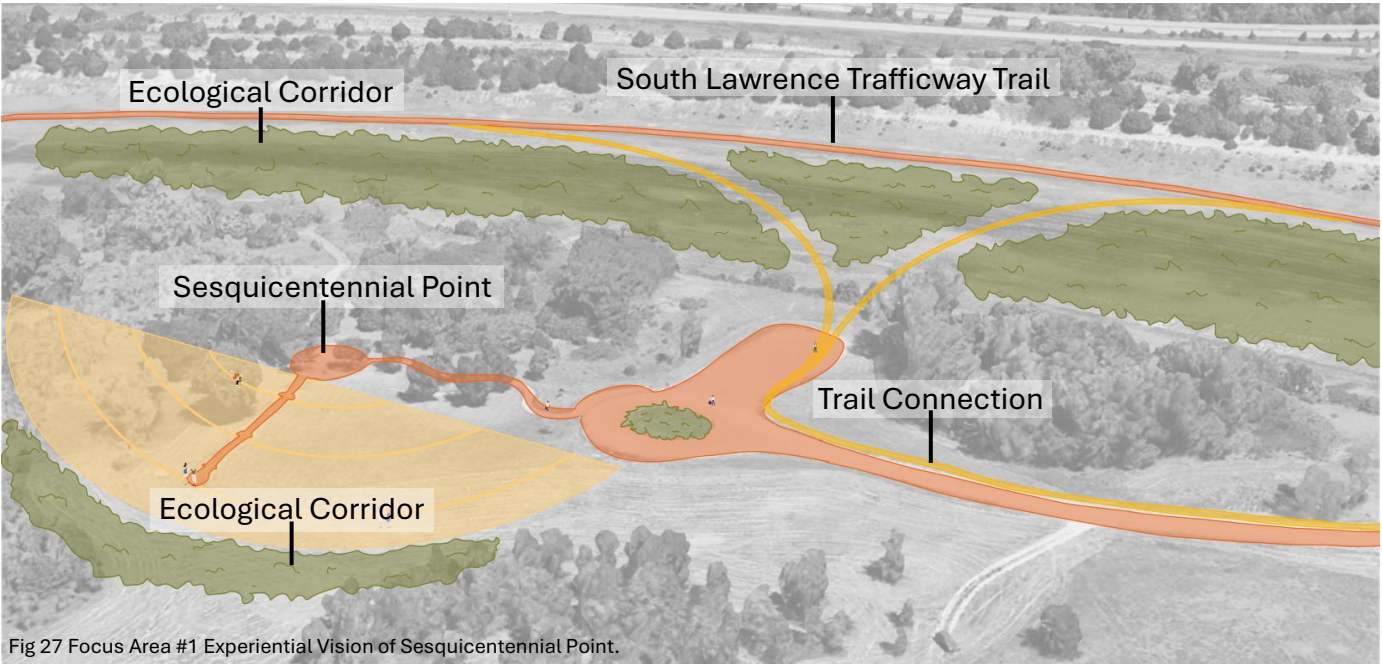 Ecological Corridor
South Lawrence Trafficway Trail
Sesquicentennial Point
Trail Connection
Ecological Corridor
Fig 27 Focus Area #1 Experiential Vision of Sesquicentennial Point.